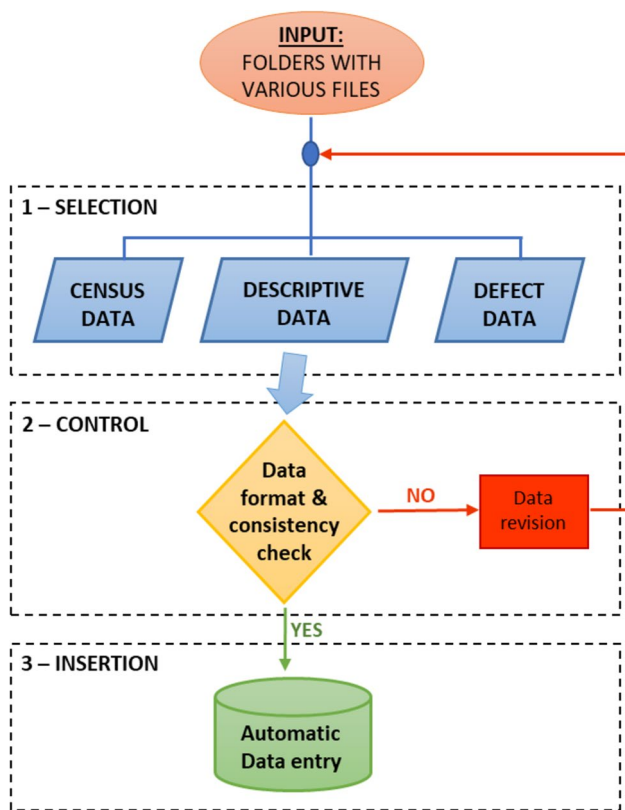 INPUT:
FOLDERS WITH
VARIOUS FILES
1 – SELECTION
CENSUS
DATA
DESCRIPTIVE
DATA
DEFECT
DATA
2 – CONTROL
Data
format &
consistency
check
NO
Data
revision
YES
3 – INSERTION
Automatic
Data entry